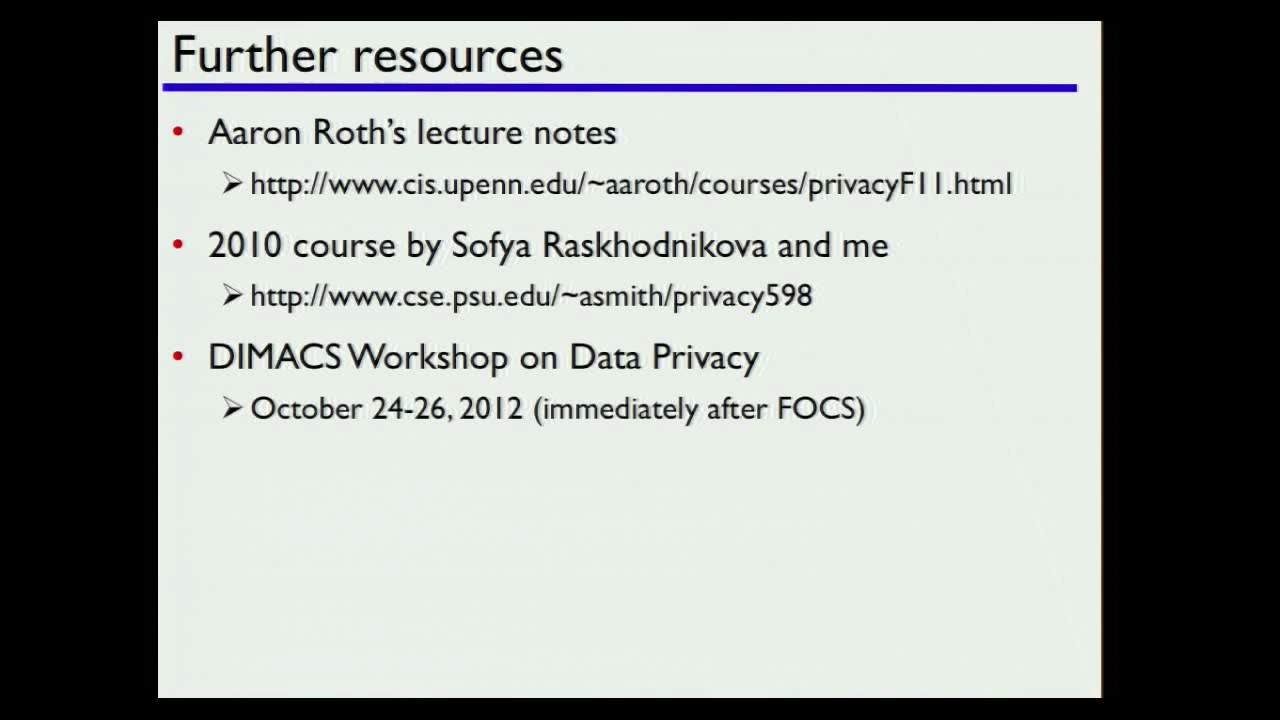 Further resources
• Aaron Roth's lecture notes
➢ http://www.cis.upenn.edu/~aaroth/courses/privacyF11.html
• 2010 course by Sofya Raskhodnikova and me
➢ http://www.cse.psu.edu/~asmith/privacy598
• DIMACS Workshop on Data Privacy
➢ October 24-26, 2012 (immediately after FOCS)